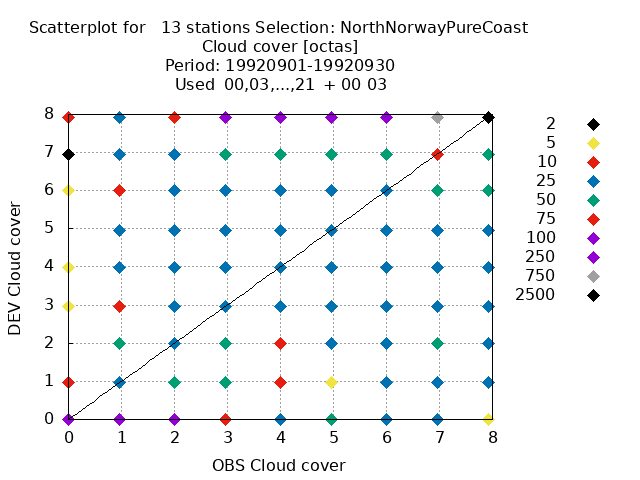 Scatterplot for   13 stations Selection: NorthNorwayPureCoast
Cloud cover [octas]
Period: 19920901-19920930
Used  00,03,...,21  + 00 03
8
7
6
5
4
3
2
1
0
DEV Cloud cover
0 1 2 3 4 5 6 7 8
OBS Cloud cover
2
5
10
25
50
75
100
250
750
2500